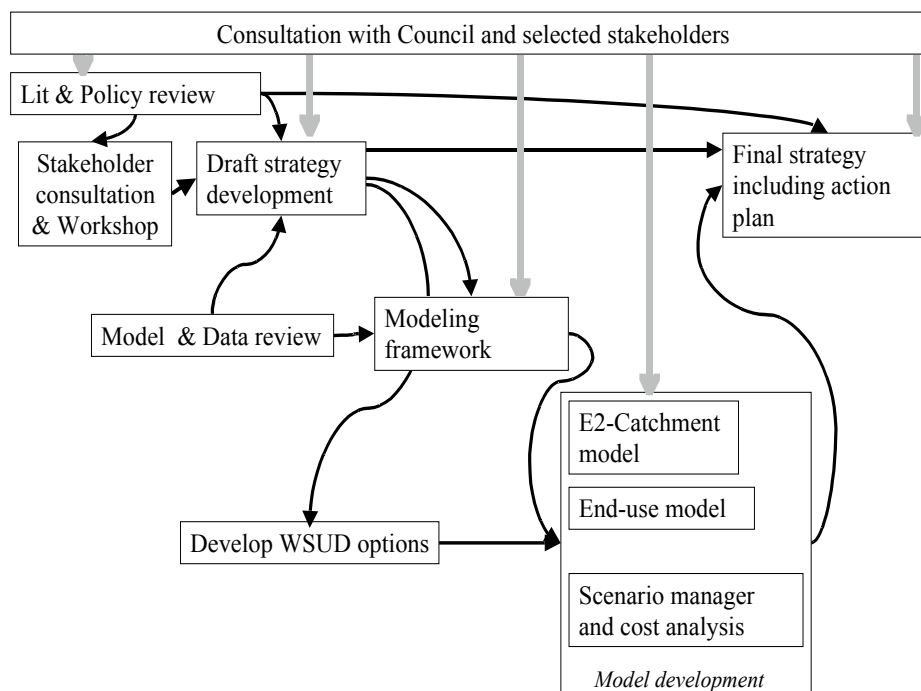 Consultation with Council and selected stakeholders
Lit & Policy review
Stakeholder
consultation
& Workshop
Draft strategy
development
Final strategy
including action
plan
Model & Data review
Modeling
framework
E2-Catchment
model
End-use model
Develop WSUD options
Scenario manager
and cost analysis
Model development